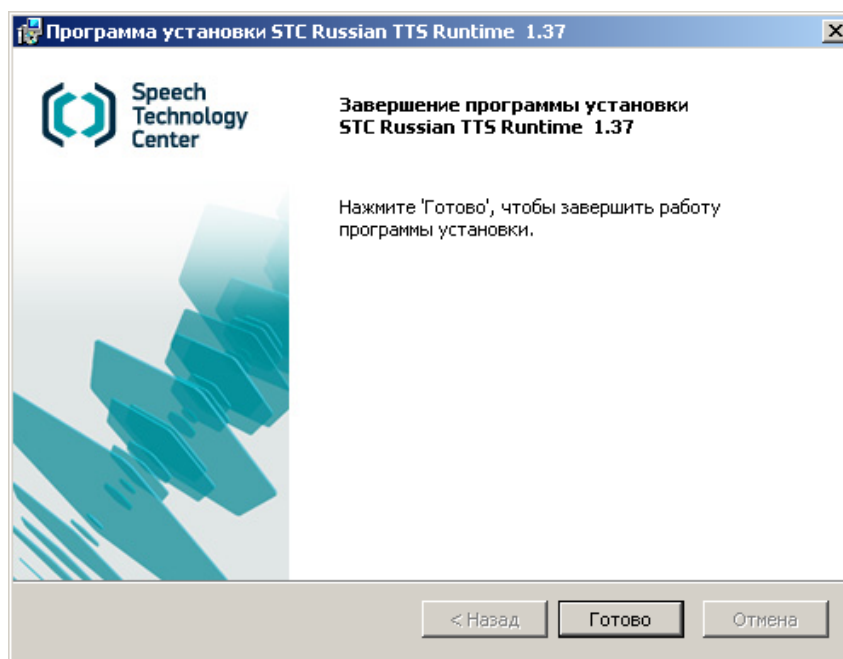 Программа установки STC Russian TTS Runtime 1.37
Speech
Technology
Center
Завершение программы установки
STC Russian TTS Runtime 1.37
Нажмите 'Готово', чтобы завершить работу
программы установки.
< Назад
Готово
Отмена